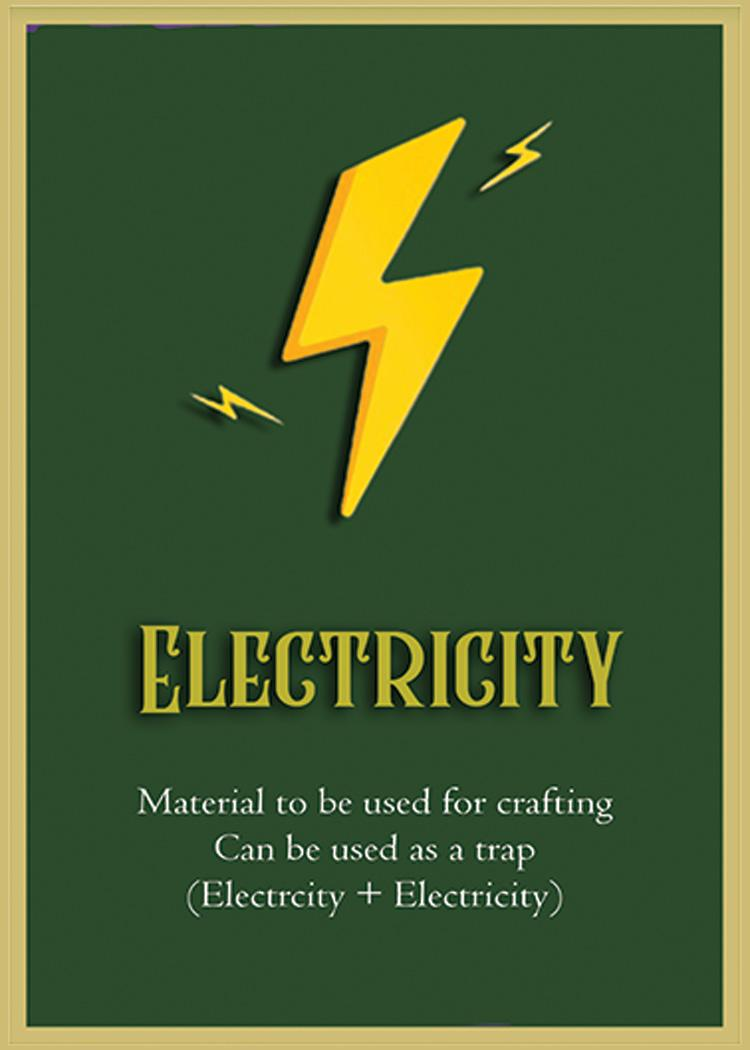 Electricity
Material to be used for crafting
Can be used as a trap
(Electrcity + Electricity)